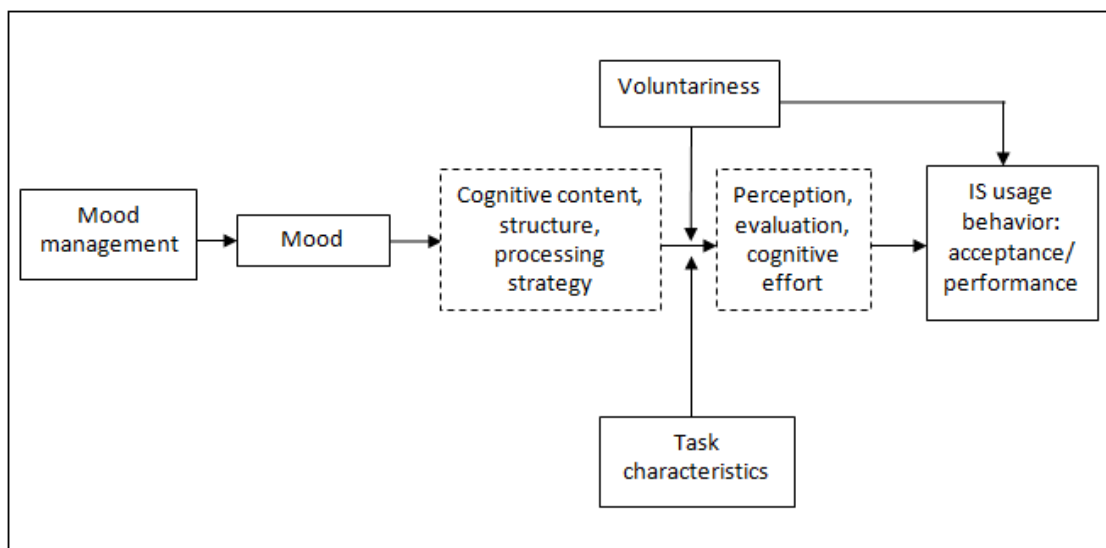 Voluntariness
Mood
management
Mood
Cognitive content,
structure,
processing
strategy
Perception,
evaluation,
cognitive
effort
IS usage
behavior:
acceptance/
performance
Task
characteristics